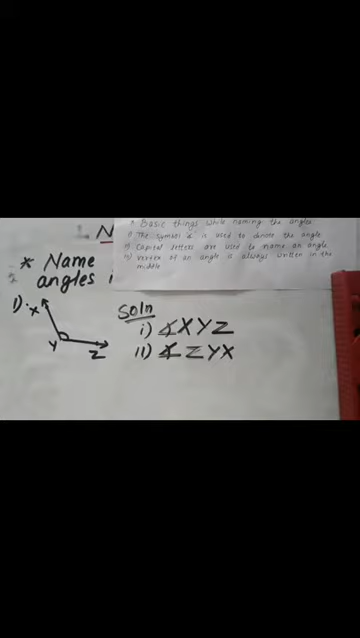 * Basic things while naming the angles
i) The symbol ∡ is used to denote the angle
ii) Capital letters are used to name an angle
iii) Vertex of an angle is always written in the
middle
1. N
* Name
angles i
1). X
Y
Z
Soln
i) ∡XYZ
ii) ∡ZYX